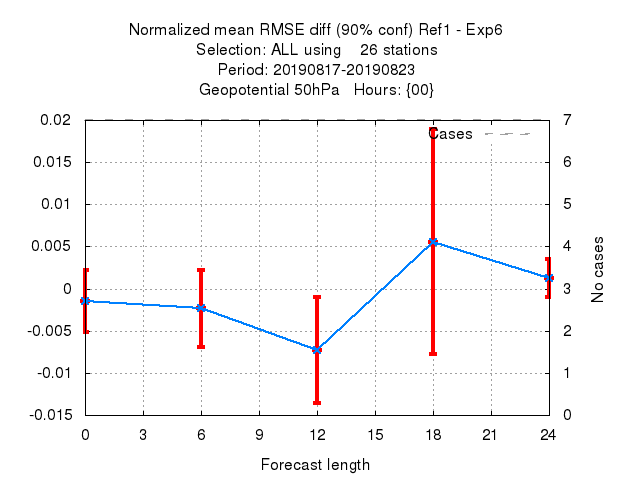 Normalized mean RMSE diff (90% conf) Ref1 - Exp6
Selection: ALL using 26 stations
Period: 20190817-20190823
Geopotential 50hPa Hours: {00}
Cases
0.02
0.015
0.01
0.005
0
-0.005
-0.01
-0.015
7
6
5
4
3
2
1
0
No cases
0 3 6 9 12 15 18 21 24
Forecast length